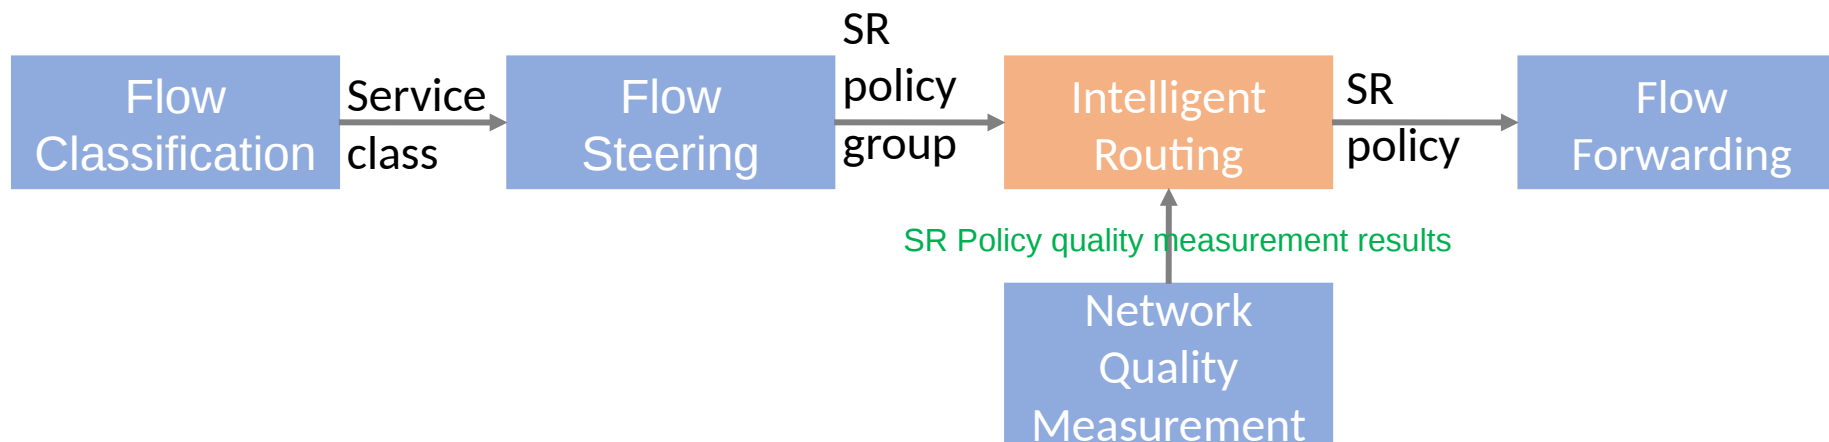 Flow
Classification
Service
class
Flow
Steering
SR
policy
group
Intelligent
Routing
SR
policy
Flow
Forwarding
SR Policy quality measurement results
Network
Quality
Measurement